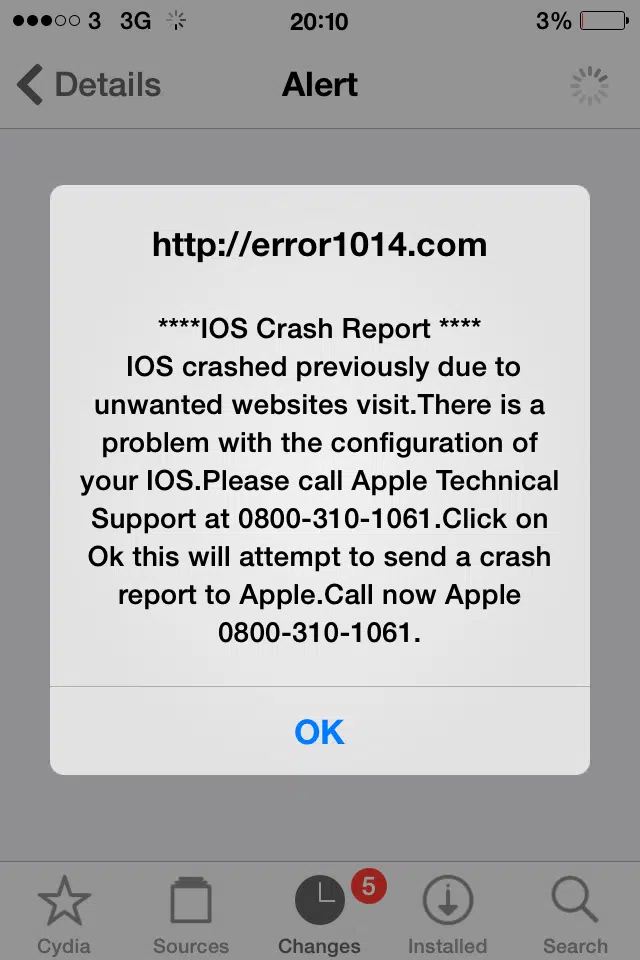 3 3G 20:10 3%
Details Alert
http://error1014.com
****IOS Crash Report ****
IOS crashed previously due to
unwanted websites visit.There is a
problem with the configuration of
your IOS.Please call Apple Technical
Support at 0800-310-1061.Click on
Ok this will attempt to send a crash
report to Apple.Call now Apple
0800-310-1061.
OK
5
Cydia Sources Changes Installed Search